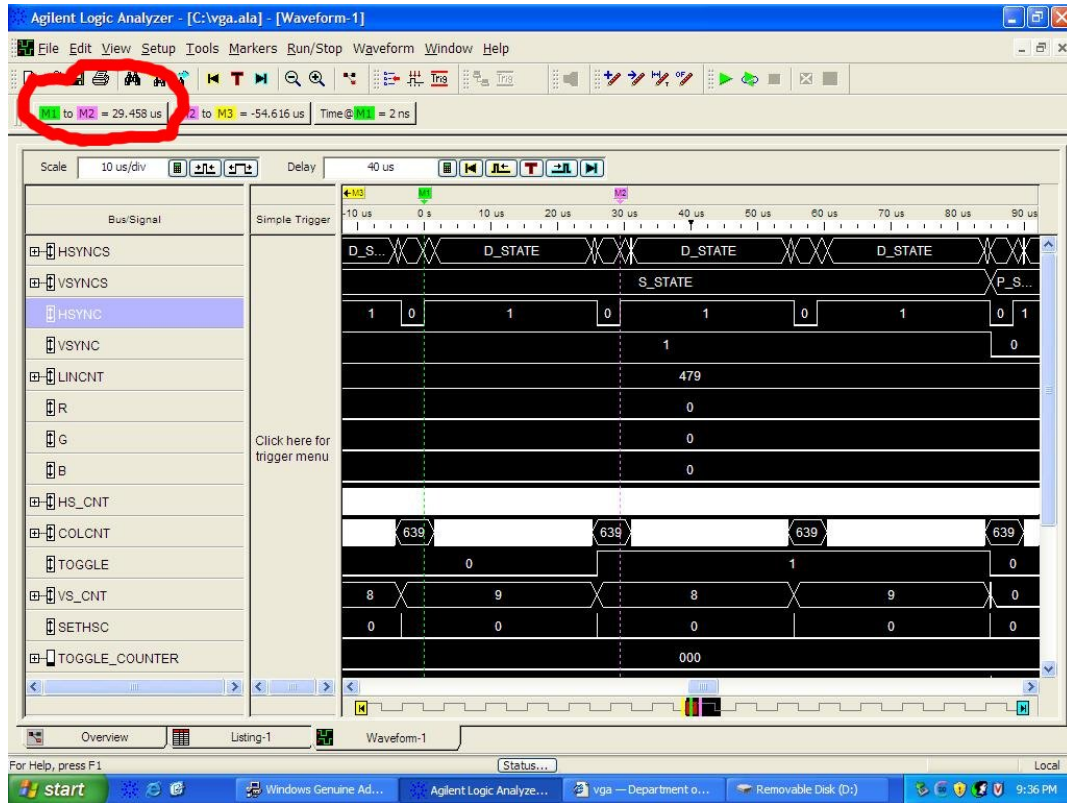 Agilent Logic Analyzer - [C:\vga.ala] - [Waveform-1]
File Edit View Setup Tools Markers Run/Stop Waveform Window Help
M1 to M2 = 29.458 us to M3 = -54.616 us Time@M1 = 2 ns
Scale 10 us/div Delay 40 us
M3 M1 M2
Bus/Signal Simple Trigger -10 us 0 s 10 us 20 us 30 us 40 us 50 us 60 us 70 us 80 us 90 us
HSYNCS D_S... D_STATE D_STATE D_STATE
VSYNCS S_STATE P_S...
HSYNC 1 0 1 0 1 0 1 0 1
VSYNC 1 0
LINCNT 479
R 0
G 0
Click here for trigger menu
B 0
HS_CNT
COLCNT 639 639 639 639
TOGGLE 0 1 0
VS_CNT 8 9 8 9 0
SETHSC 0 0 0 0 0
TOGGLE_COUNTER 000
Overview Listing-1 Waveform-1
For Help, press F1 Status... Local
start Windows Genuine Ad... Agilent Logic Analyze... vga — Department o... Removable Disk (D:) 9:36 PM